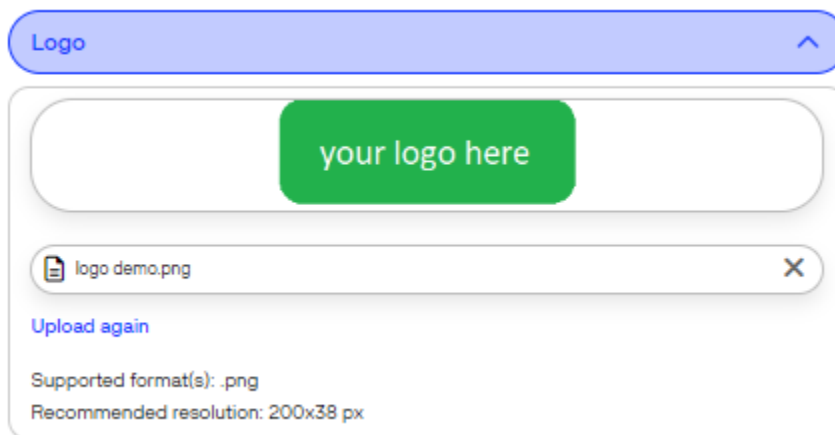 Logo
your logo here
logo demo.png
Upload again
Supported format(s): .png
Recommended resolution: 200x38 px